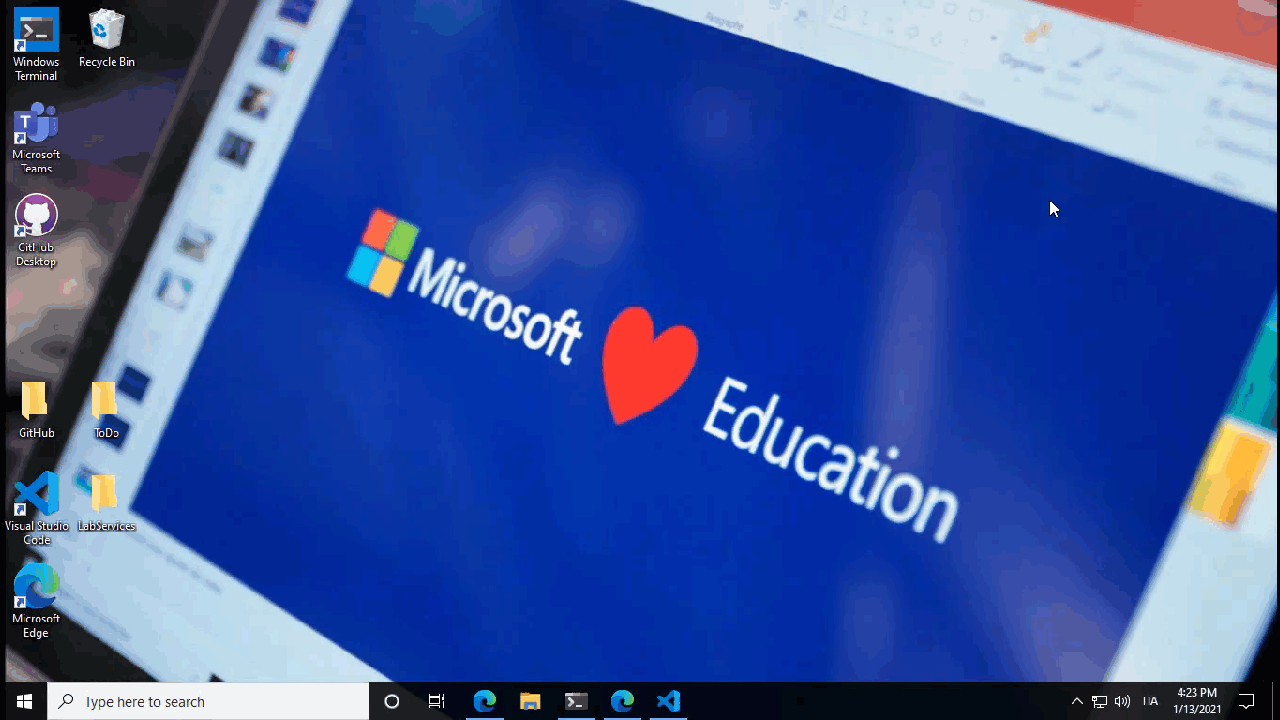 Windows
Terminal
Recycle Bin
Microsoft
Teams
GitHub
Desktop
GitHub
ToDo
Visual Studio
Code
LabServices
Microsoft
Edge
Microsoft
Education
Type here to search
4:23 PM
1/13/2021